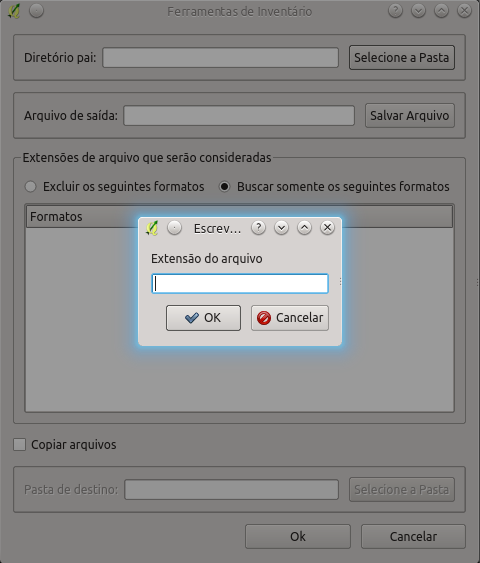 Ferramentas de Inventário
Diretório pai:
Selecione a Pasta
Arquivo de saída:
Salvar Arquivo
Extensões de arquivo que serão consideradas
Excluir os seguintes formatos
Buscar somente os seguintes formatos
Formatos
Escrev...
Extensão do arquivo
OK
Cancelar
Copiar arquivos
Pasta de destino:
Selecione a Pasta
Ok
Cancelar